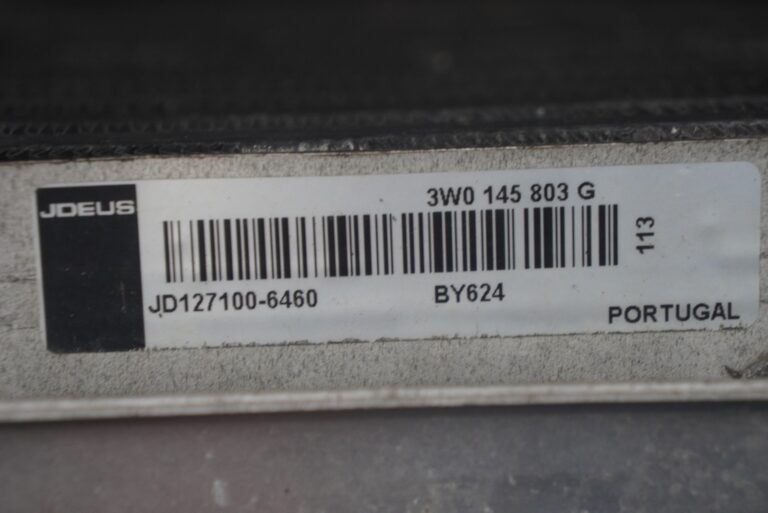 JDEUS
3W0 145 803 G
113
JD127100-6460
BY624
PORTUGAL